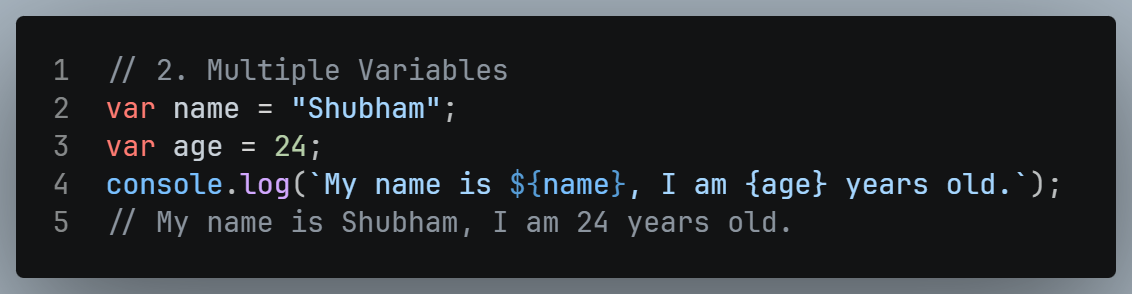 1 // 2. Multiple Variables
2 var name = "Shubham";
3 var age = 24;
4 console.log(`My name is ${name}, I am {age} years old.`);
5 // My name is Shubham, I am 24 years old.